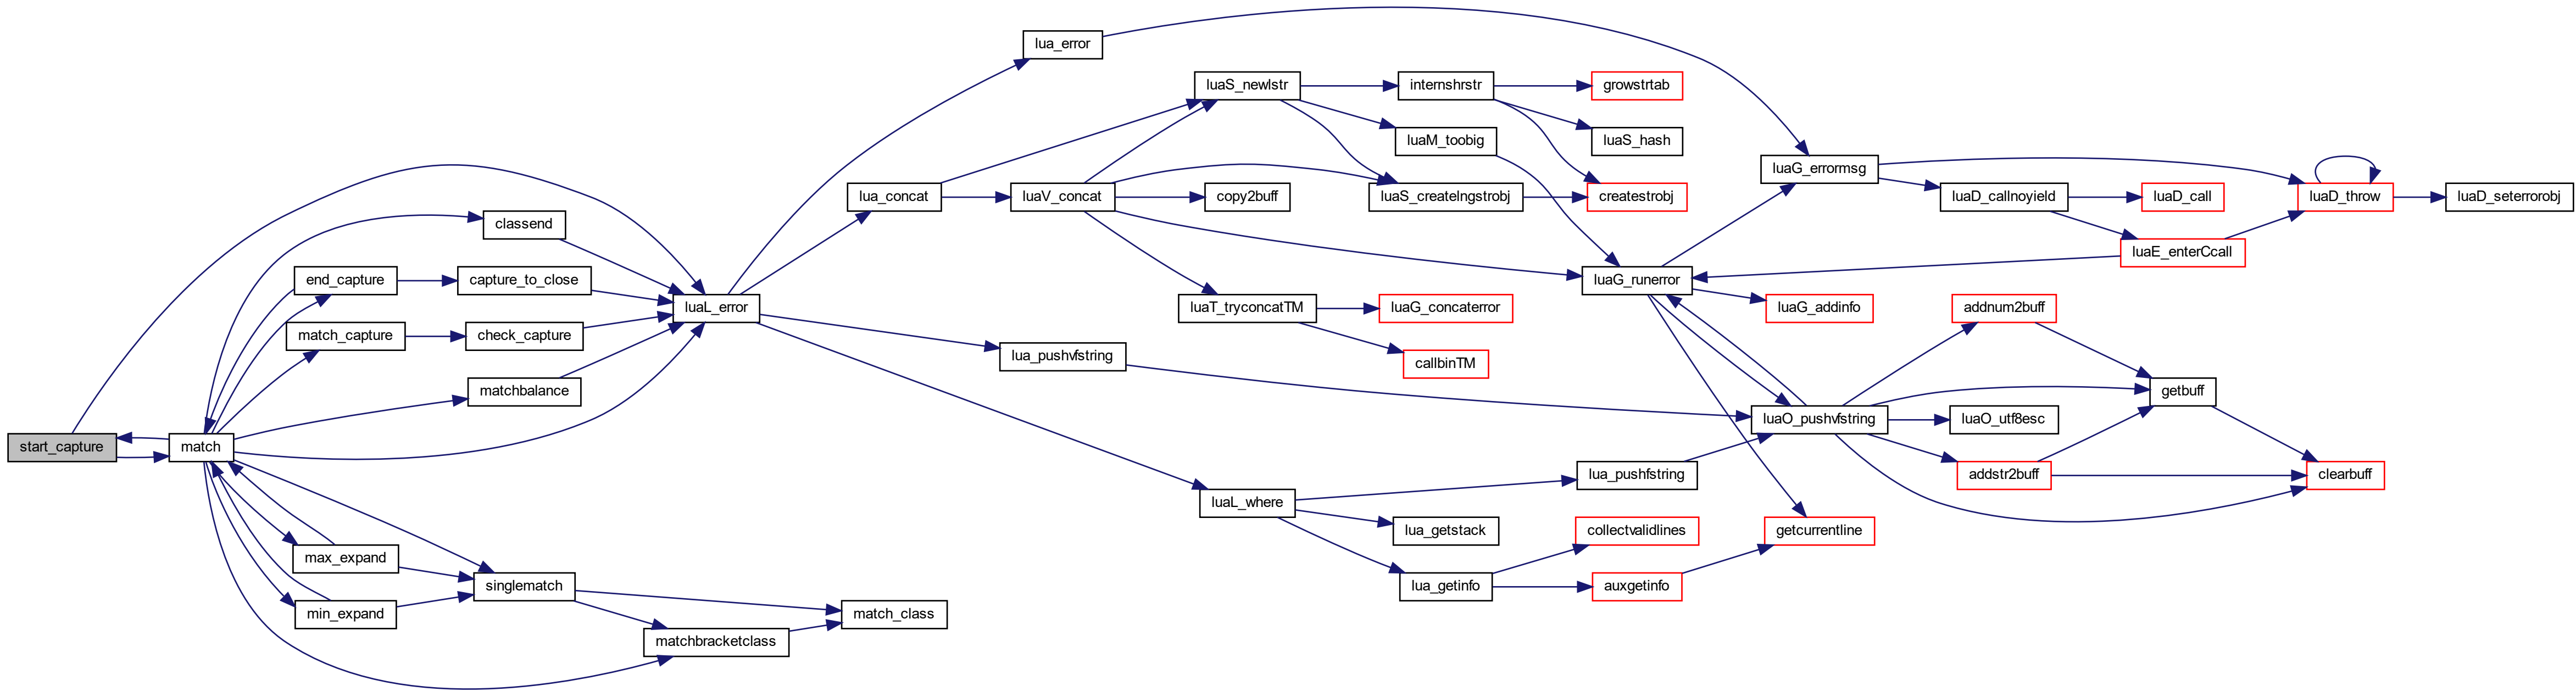 start_capture
match
classend
end_capture
capture_to_close
match_capture
check_capture
matchbalance
max_expand
min_expand
singlematch
matchbracketclass
match_class
luaL_error
lua_error
lua_concat
luaV_concat
lua_pushvfstring
luaL_where
luaS_newlstr
copy2buff
luaT_tryconcatTM
internshrstr
luaM_toobig
luaS_createlngstrobj
luaG_concaterror
callbinTM
growstrtab
luaS_hash
createstrobj
luaG_runerror
lua_pushfstring
lua_getstack
lua_getinfo
collectvalidlines
auxgetinfo
luaG_errormsg
luaG_addinfo
luaO_pushvfstring
getcurrentline
luaD_callnoyield
addnum2buff
luaO_utf8esc
addstr2buff
luaD_call
luaE_enterCcall
getbuff
luaD_throw
clearbuff
luaD_seterrorobj